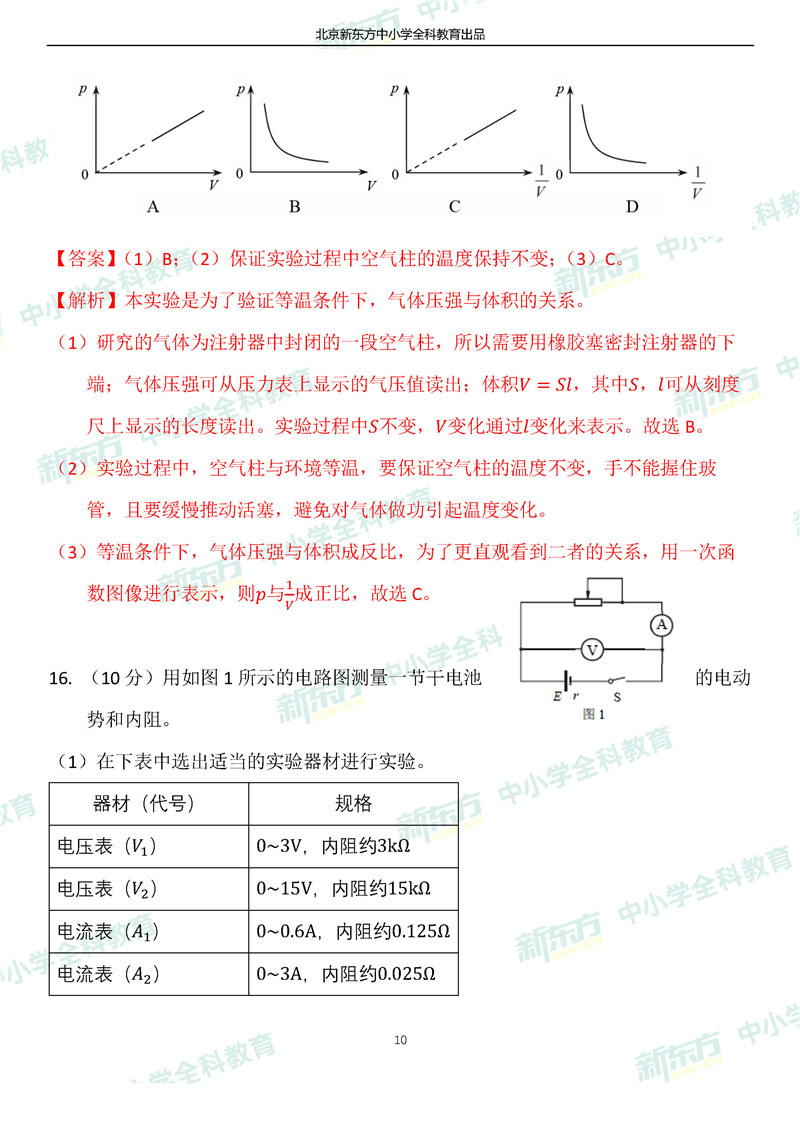 北京新东方中小学全科教育出品
p p p p
0 V 0 V 0 1/V 0 1/V
A B C D
【答案】（1）B；（2）保证实验过程中空气柱的温度保持不变；（3）C。
【解析】本实验是为了验证等温条件下，气体压强与体积的关系。
（1）研究的气体为注射器中封闭的一段空气柱，所以需要用橡胶塞密封注射器的下
端；气体压强可从压力表上显示的气压值读出；体积V = Sl，其中S，l可从刻度
尺上显示的长度读出。实验过程中S不变，V变化通过l变化来表示。故选 B。
（2）实验过程中，空气柱与环境等温，要保证空气柱的温度不变，手不能握住玻
管，且要缓慢推动活塞，避免对气体做功引起温度变化。
（3）等温条件下，气体压强与体积成反比，为了更直观看到二者的关系，用一次函
数图像进行表示，则p与1/V成正比，故选 C。
A
V
E r S
图 1
16. （10 分）用如图 1 所示的电路图测量一节干电池 的电动
势和内阻。
（1）在下表中选出适当的实验器材进行实验。
器材（代号） 规格
电压表（V₁） 0~3V，内阻约3kΩ
电压表（V₂） 0~15V，内阻约15kΩ
电流表（A₁） 0~0.6A，内阻约0.125Ω
电流表（A₂） 0~3A，内阻约0.025Ω
10
新东方 中小学全科教育
XDF.CN